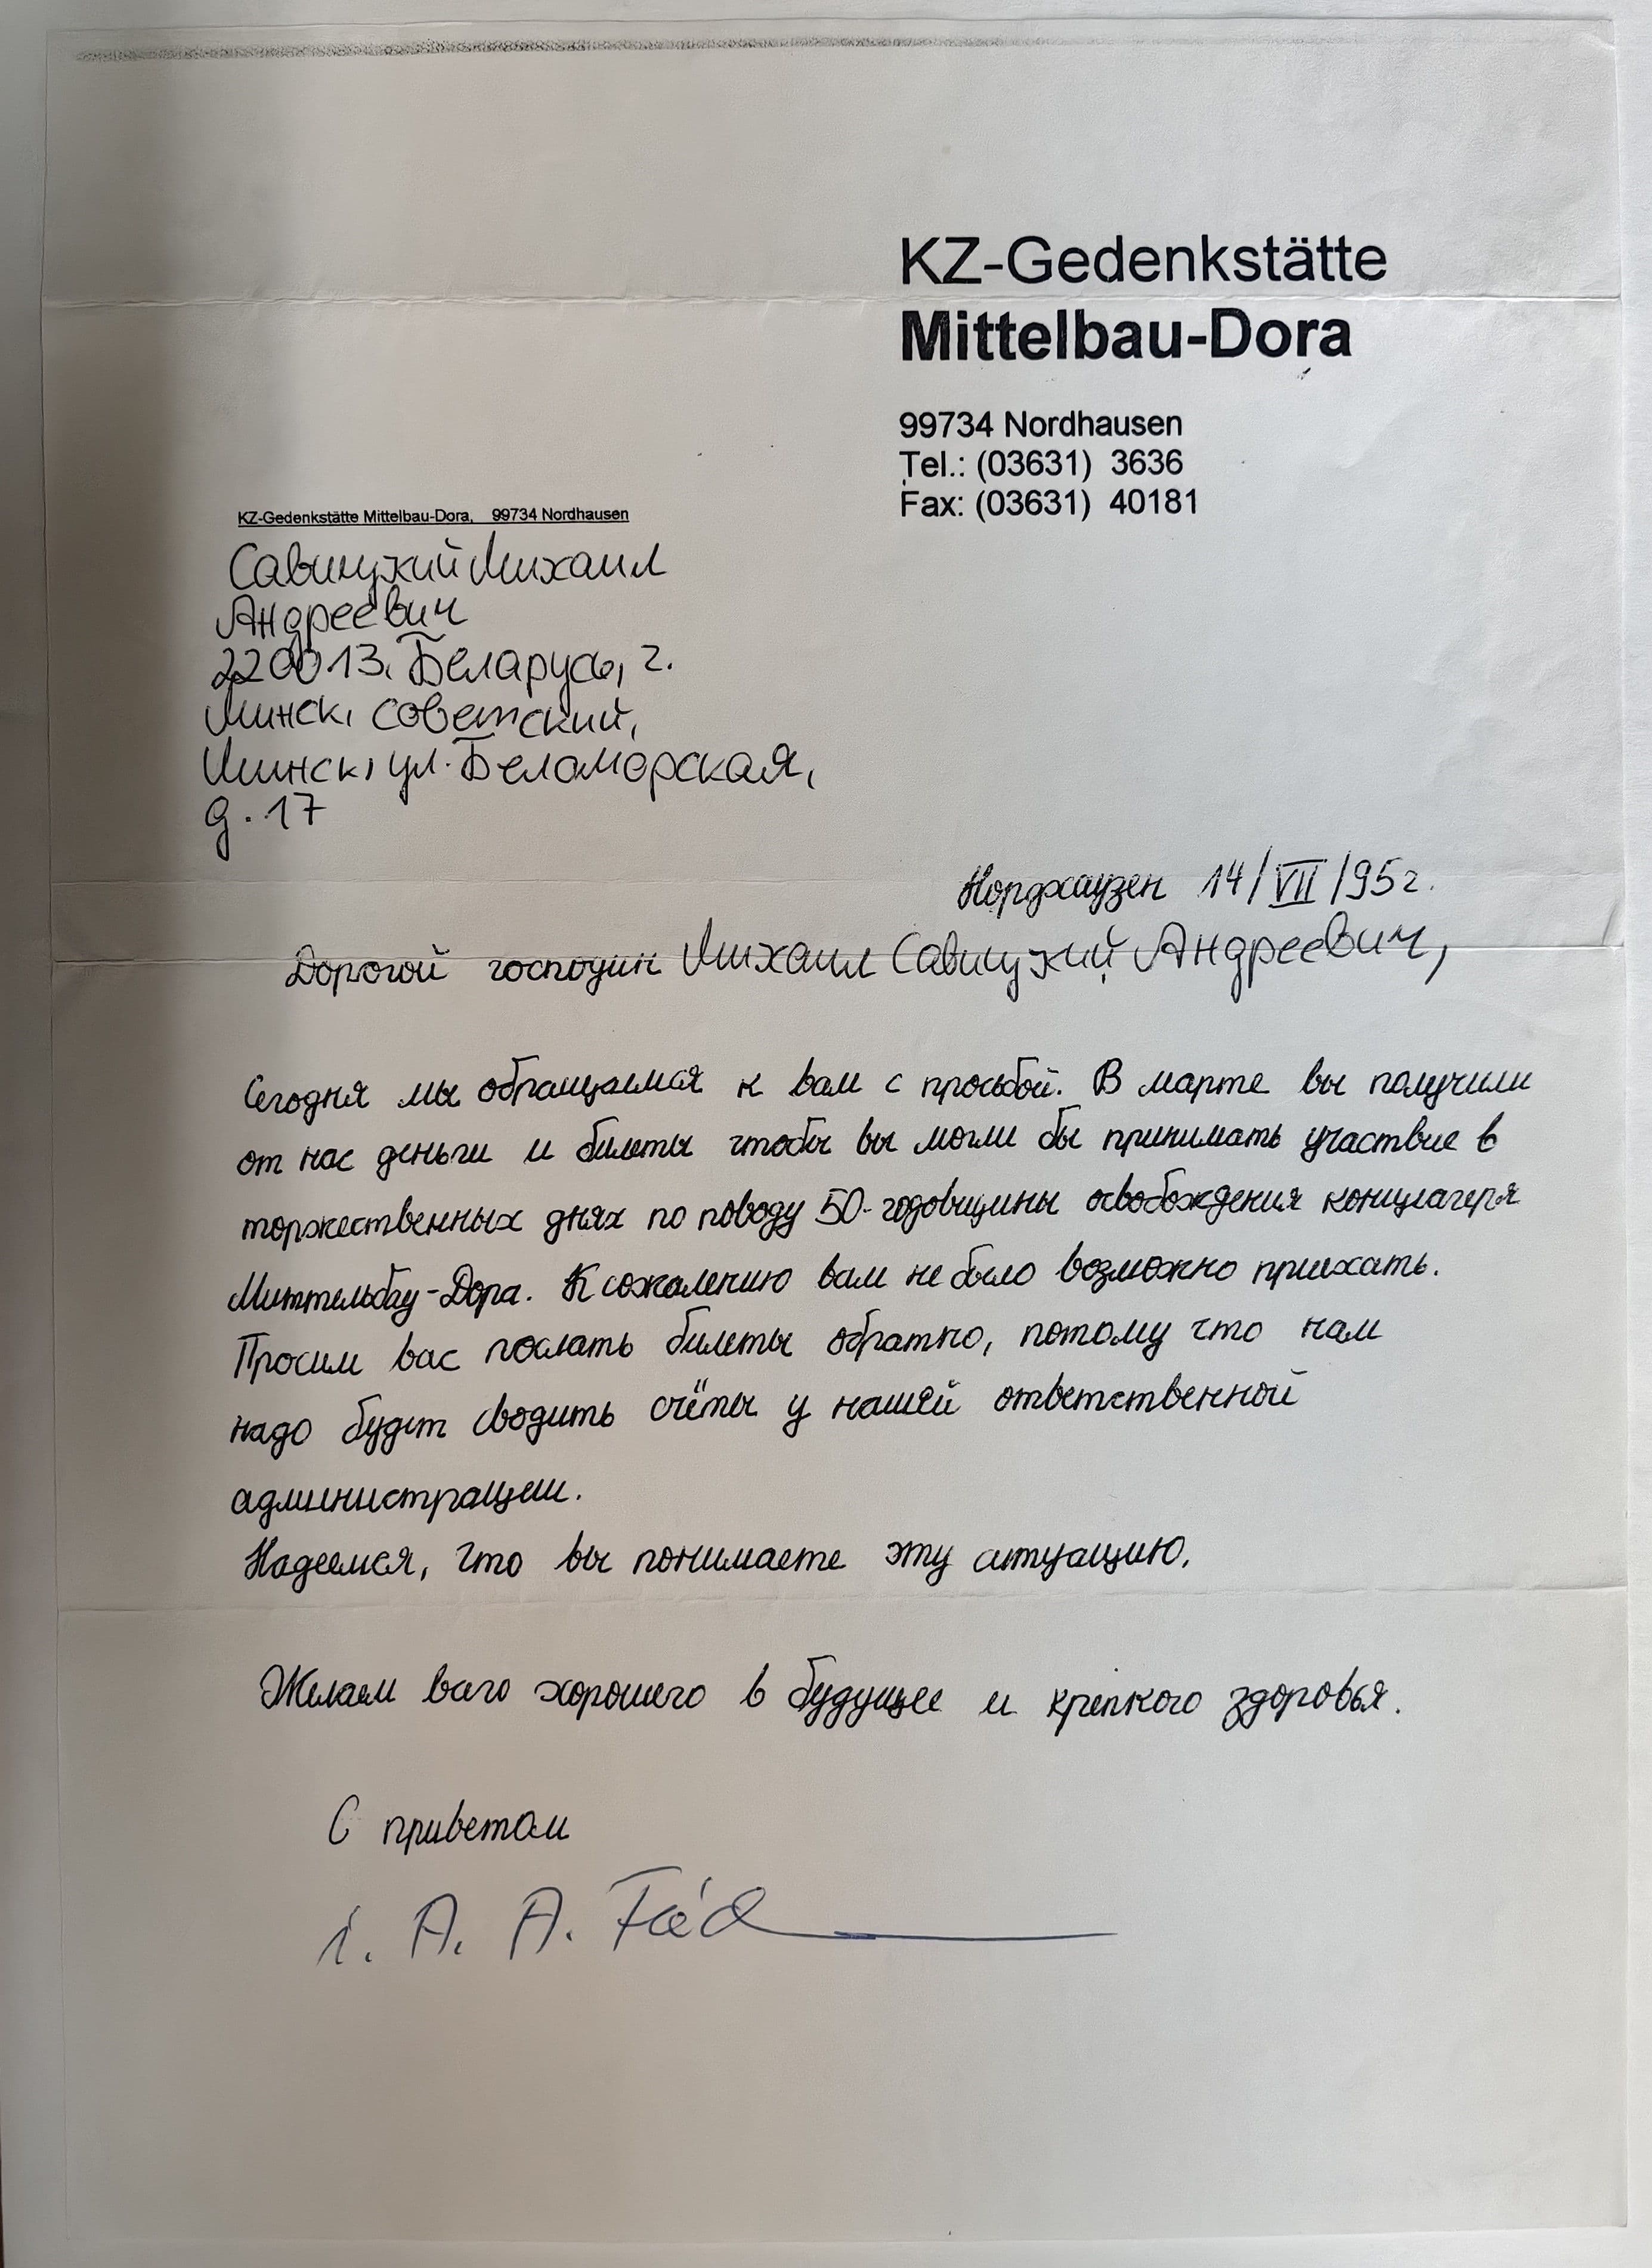 KZ-Gedenkstätte
Mittelbau-Dora
99734 Nordhausen
Tel.: (03631) 3636
Fax: (03631) 40181
KZ-Gedenkstätte Mittelbau-Dora, 99734 Nordhausen
Савицкий Михаил
Андреевич
220013. Беларусь, г.
Минск, советский,
Минск, ул. Беломорская,
д. 17
Нордхаузен 14/VII/95г.
Дорогой господин Михаил Савицкий Андреевич,
Сегодня мы обращаемся к вам с просьбой. В марте вы получили
от нас деньги и билеты чтобы вы могли бы принимать участвие в
торжественных днях по поводу 50-годовщины освобождения концлагеря
Миттельбау-Дора. К сожалению вам не было возможно приехать.
Просим вас послать билеты обратно, потому что нам
надо будет сводить счёты у нашей ответственной
администрации.
Надеемся, что вы понимаете эту ситуацию.
Желаем ваго хорошего в будущее и крепкого здоровья.
С приветом
i. A. A.